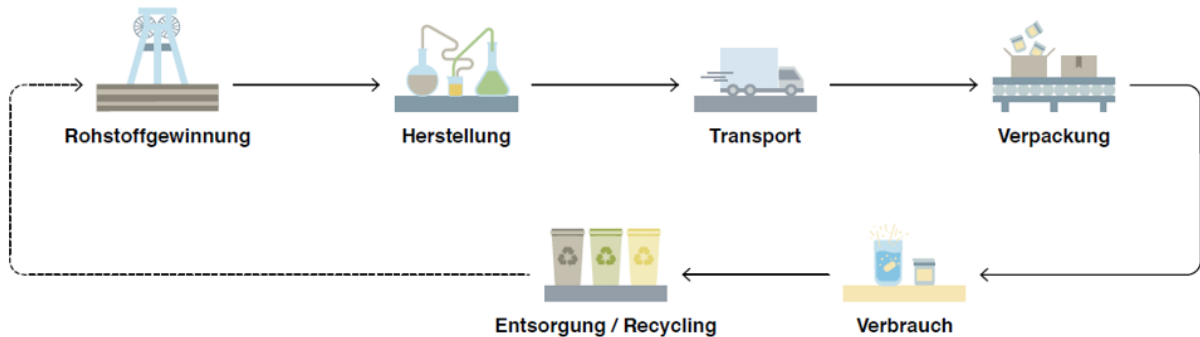 Rohstoffgewinnung
Herstellung
Transport
Verpackung
Entsorgung / Recycling
Verbrauch